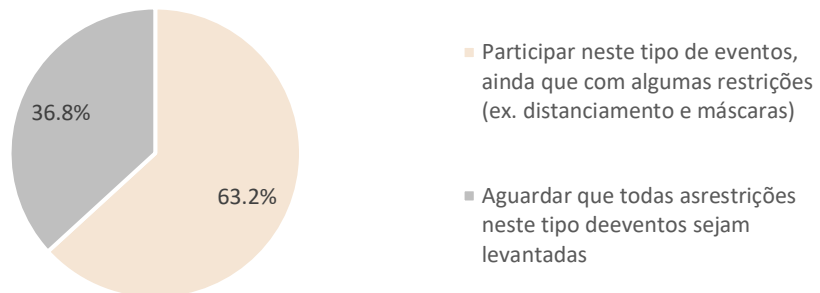 36.8%
63.2%
Participar neste tipo de eventos,
ainda que com algumas restrições
(ex. distanciamento e máscaras)
Aguardar que todas asrestrições
neste tipo deeventos sejam
levantadas